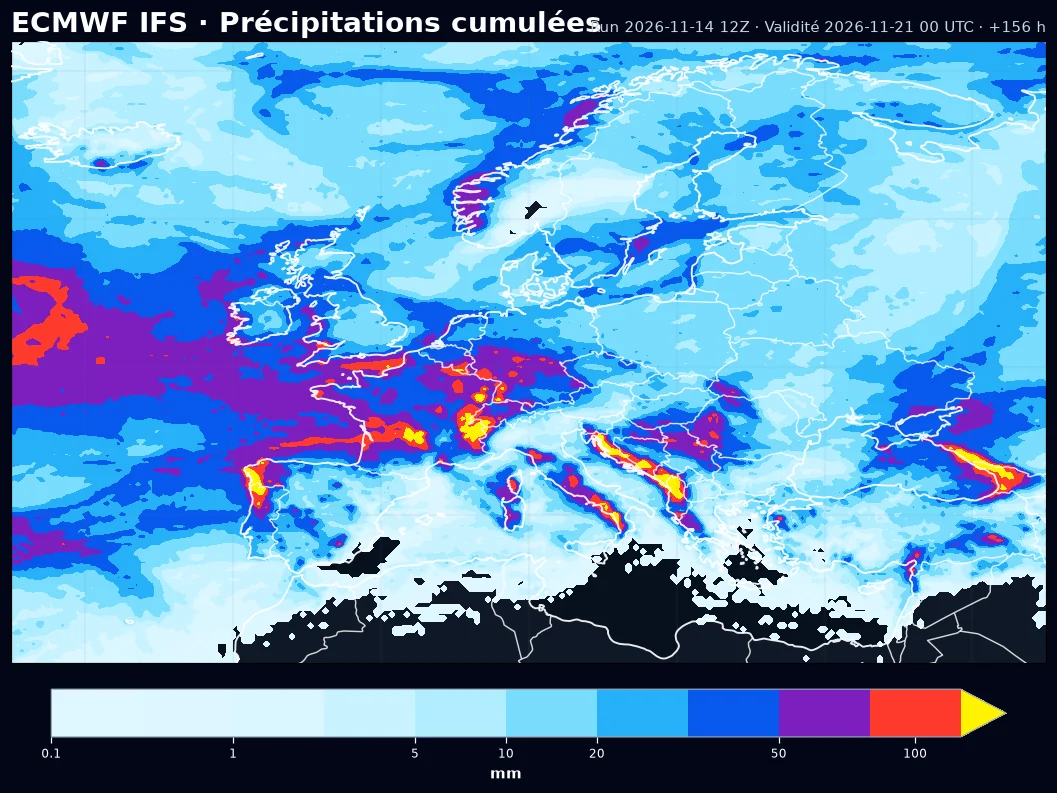 ECMWF IFS · Précipitations cumulées
Run 2026-11-14 12Z · Validité 2026-11-21 00 UTC · +156 h
0.1 1 5 10 20 50 100
mm